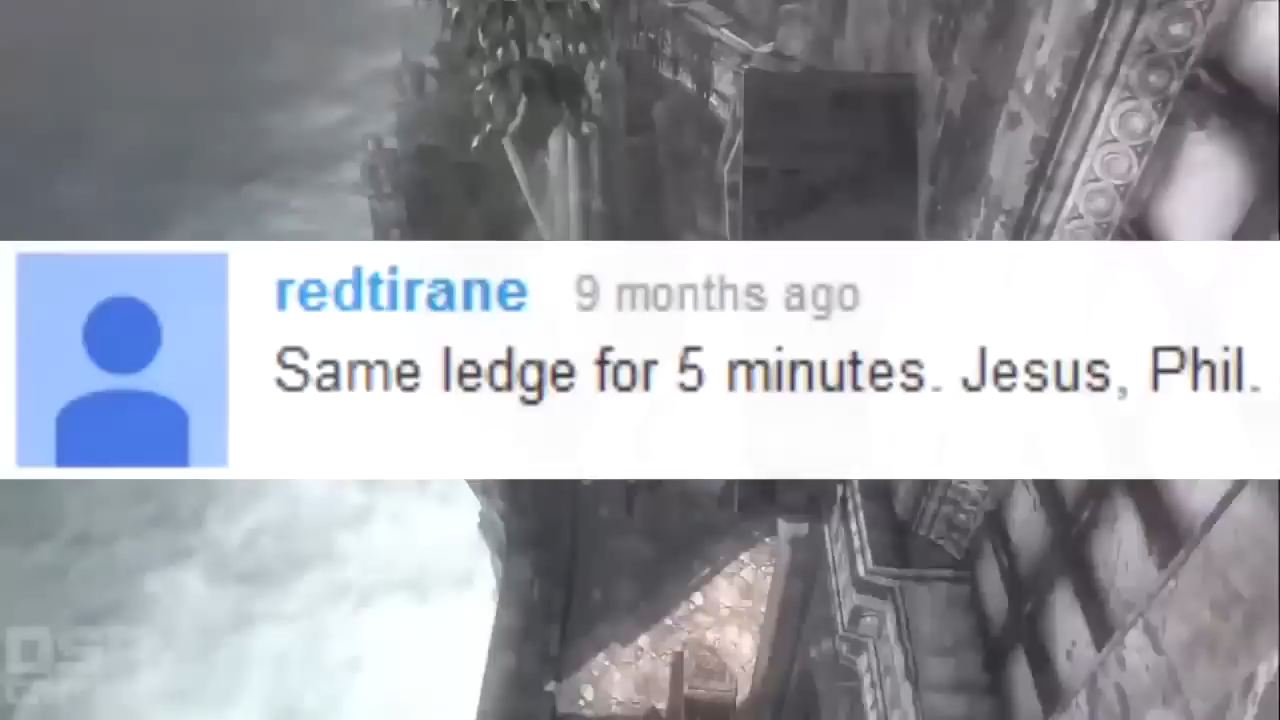 redtirane 9 months ago
Same ledge for 5 minutes. Jesus, Phil.